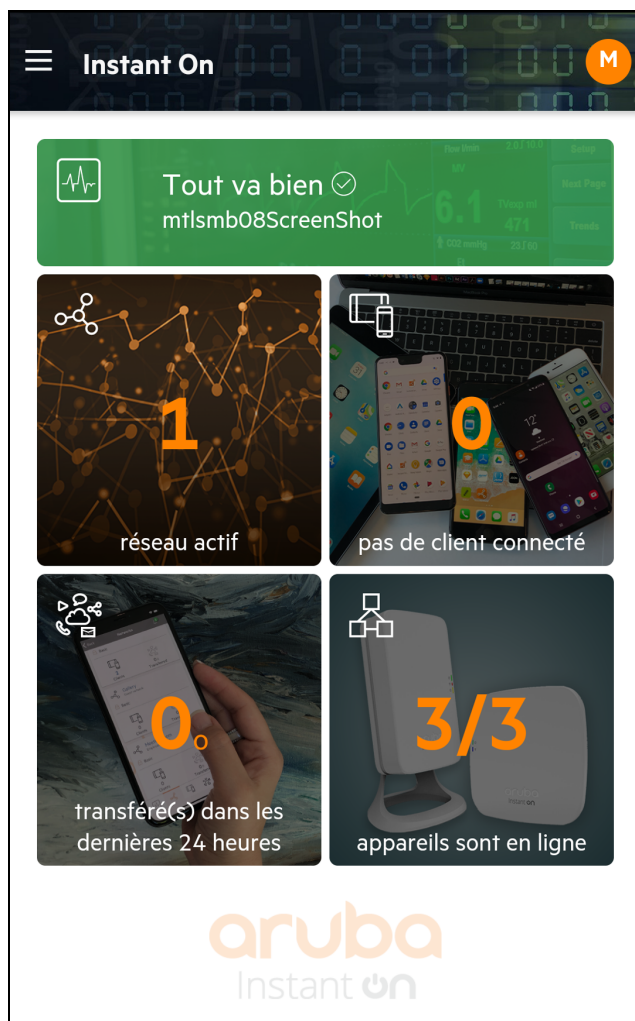 Instant On
M
Tout va bien
mtlsmb08ScreenShot
1
réseau actif
0
pas de client connecté
0o
transféré(s) dans les
dernières 24 heures
3/3
appareils sont en ligne
aruba
Instant on